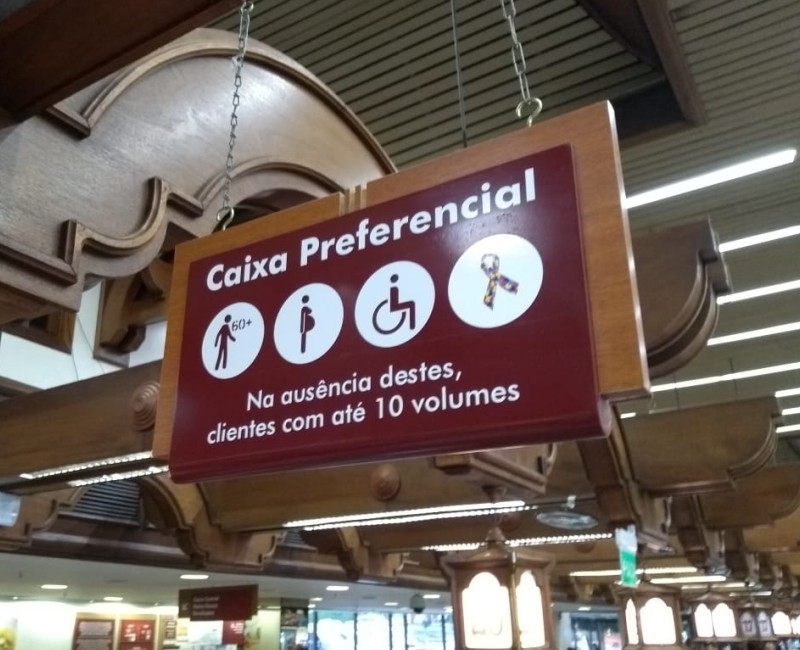 Caixa Preferencial
60+
Na ausência destes,
clientes com até 10 volumes